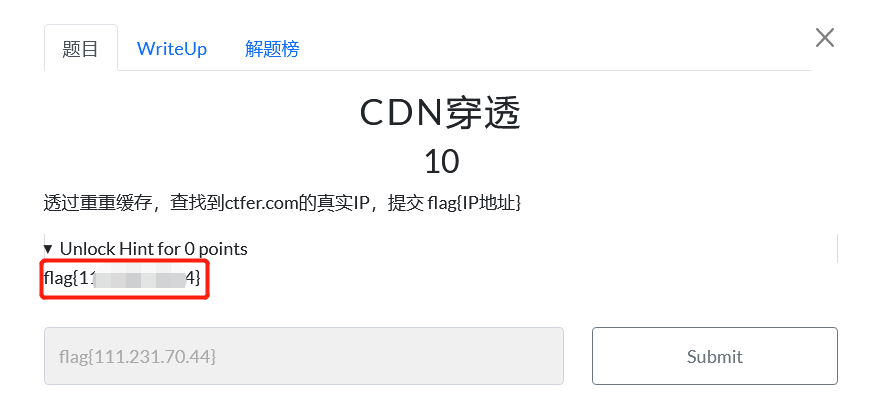 题目 WriteUp 解题榜
CDN穿透
10
透过重重缓存，查找到ctfer.com的真实IP，提交 flag{IP地址}
▼ Unlock Hint for 0 points
flag{11 4}
flag{111.231.70.44} Submit